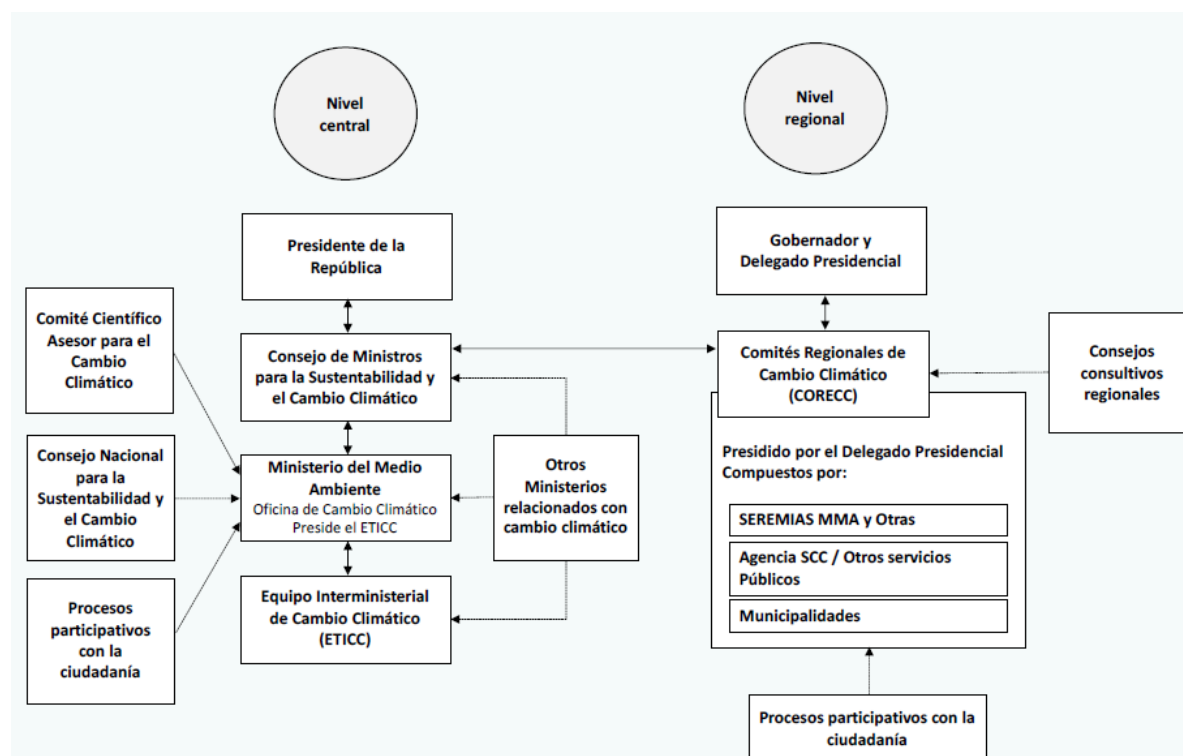 Nivel
central
Nivel
regional
Presidente de la
República
Gobernador y
Delegado Presidencial
Comité Científico
Asesor para el
Cambio
Climático
Consejo de Ministros
para la Sustentabilidad y
el Cambio Climático
Comités Regionales de
Cambio Climático
(CORECC)
Consejos
consultivos
regionales
Consejo Nacional
para la
Sustentabilidad y
el Cambio
Climático
Ministerio del Medio
Ambiente
Oficina de Cambio Climático
Preside el ETICC
Otros
Ministerios
relacionados con
cambio climático
Presidido por el Delegado Presidencial
Compuestos por:
SEREMIAS MMA y Otras
Agencia SCC / Otros servicios
Públicos
Municipalidades
Procesos
participativos
con la
ciudadanía
Equipo Interministerial
de Cambio Climático
(ETICC)
Procesos participativos con la
ciudadanía